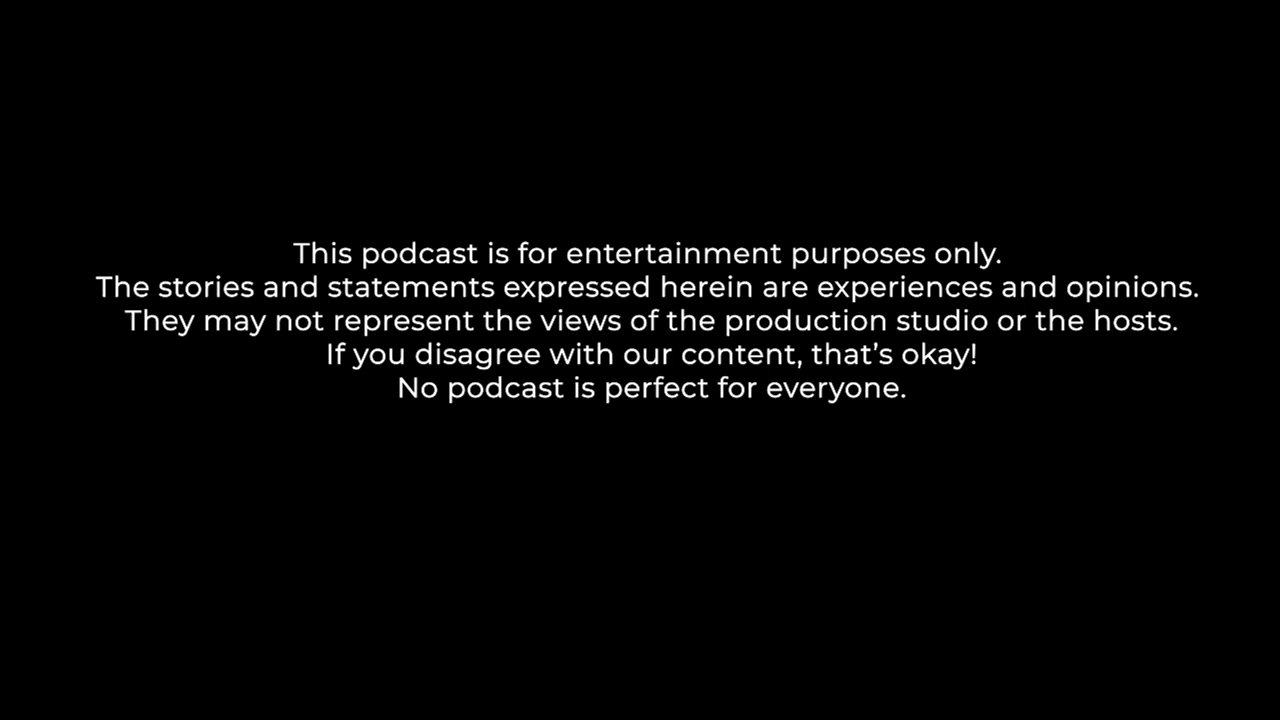 This podcast is for entertainment purposes only.
The stories and statements expressed herein are experiences and opinions.
They may not represent the views of the production studio or the hosts.
If you disagree with our content, that’s okay!
No podcast is perfect for everyone.